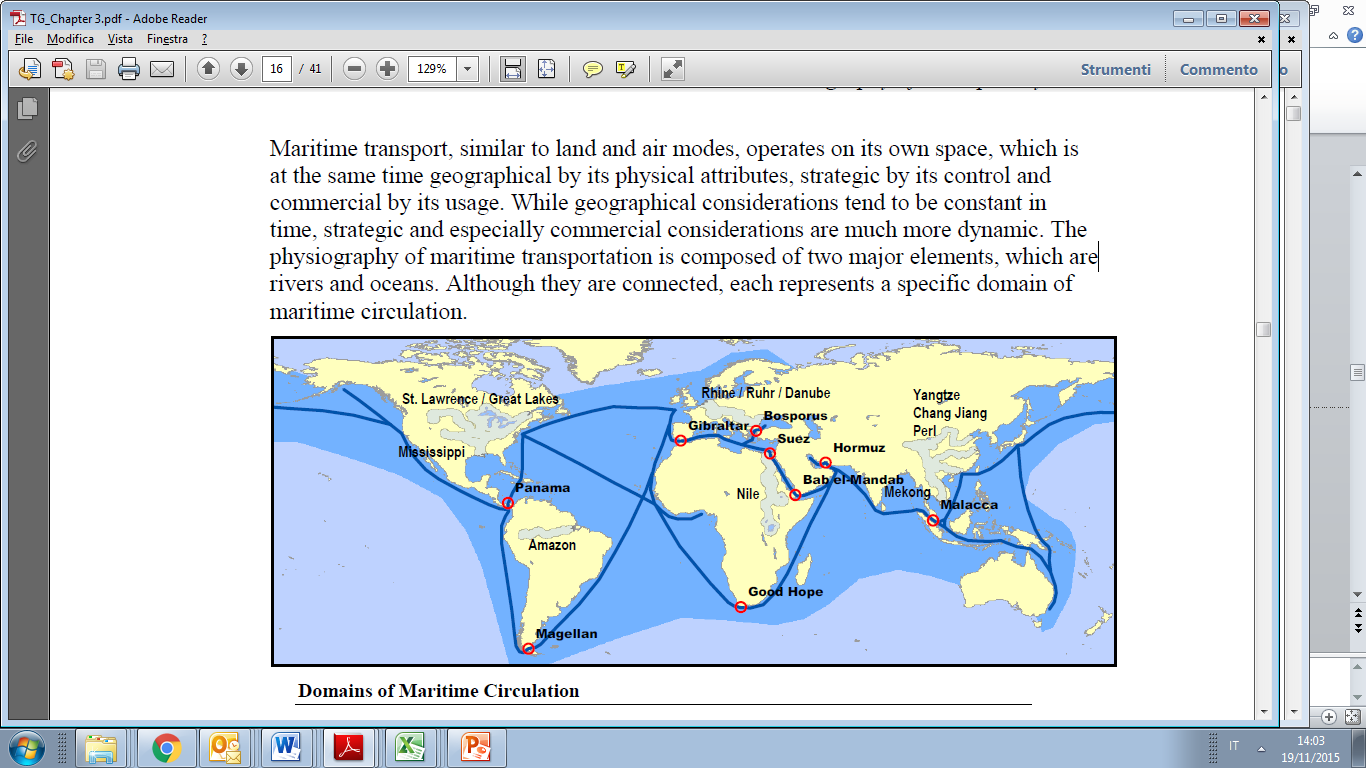 TG_Chapter 3.pdf - Adobe Reader
File Modifica Vista Finestra ?
16 / 41 129% Strumenti Commento
Maritime transport, similar to land and air modes, operates on its own space, which is
at the same time geographical by its physical attributes, strategic by its control and
commercial by its usage. While geographical considerations tend to be constant in
time, strategic and especially commercial considerations are much more dynamic. The
physiography of maritime transportation is composed of two major elements, which are
rivers and oceans. Although they are connected, each represents a specific domain of
maritime circulation.
St. Lawrence / Great Lakes
Rhine / Ruhr / Danube
Yangtze
Chang Jiang
Perl
Bosporus
Gibraltar
Suez
Hormuz
Mississippi
Panama
Nile
Bab el-Mandab
Mekong
Malacca
Amazon
Good Hope
Magellan
Domains of Maritime Circulation
IT
14:03
19/11/2015